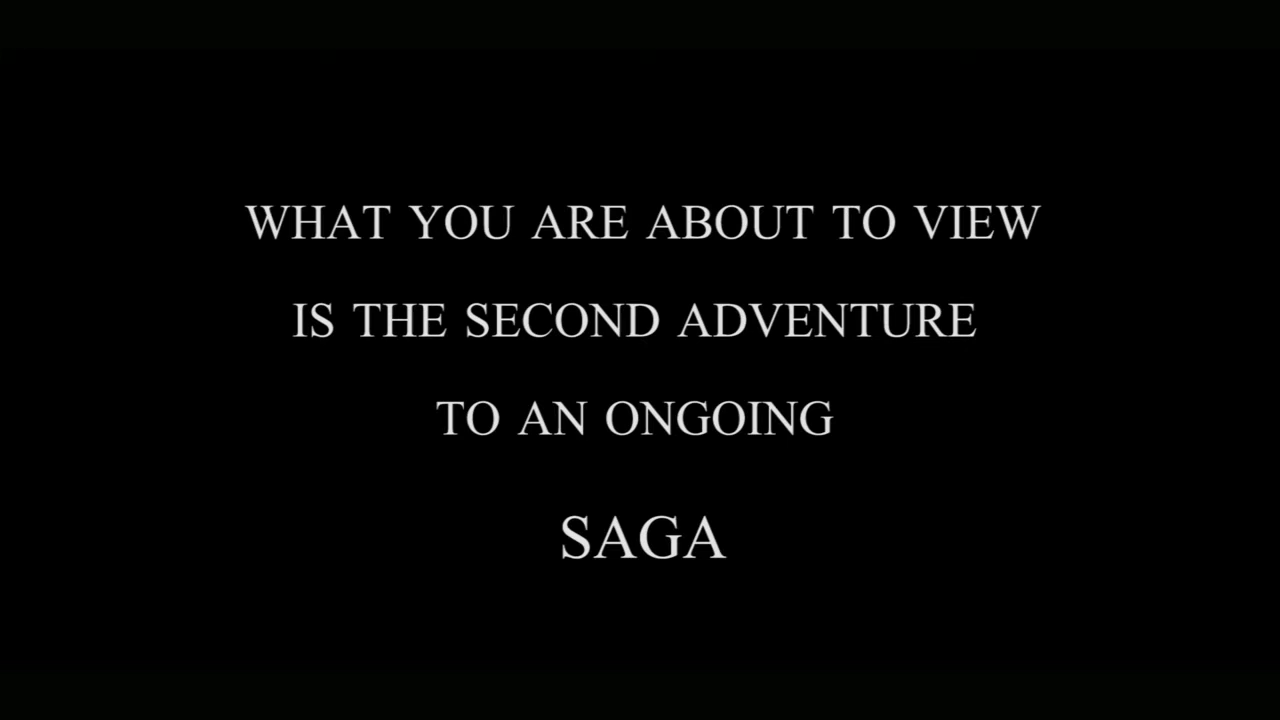 WHAT YOU ARE ABOUT TO VIEW
IS THE SECOND ADVENTURE
TO AN ONGOING
SAGA